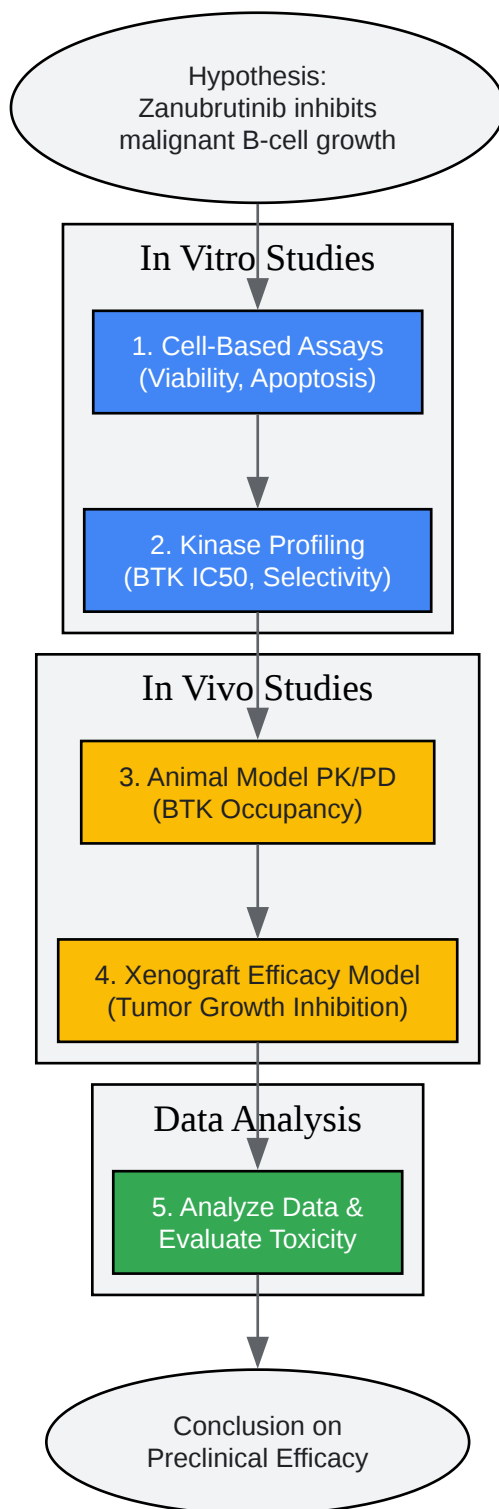 Hypothesis:
Zanubrutinib inhibits
malignant B-cell growth
In Vitro Studies
1. Cell-Based Assays
(Viability, Apoptosis)
2. Kinase Profiling
(BTK IC50, Selectivity)
In Vivo Studies
3. Animal Model PK/PD
(BTK Occupancy)
4. Xenograft Efficacy Model
(Tumor Growth Inhibition)
Data Analysis
5. Analyze Data &
Evaluate Toxicity
Conclusion on
Preclinical Efficacy